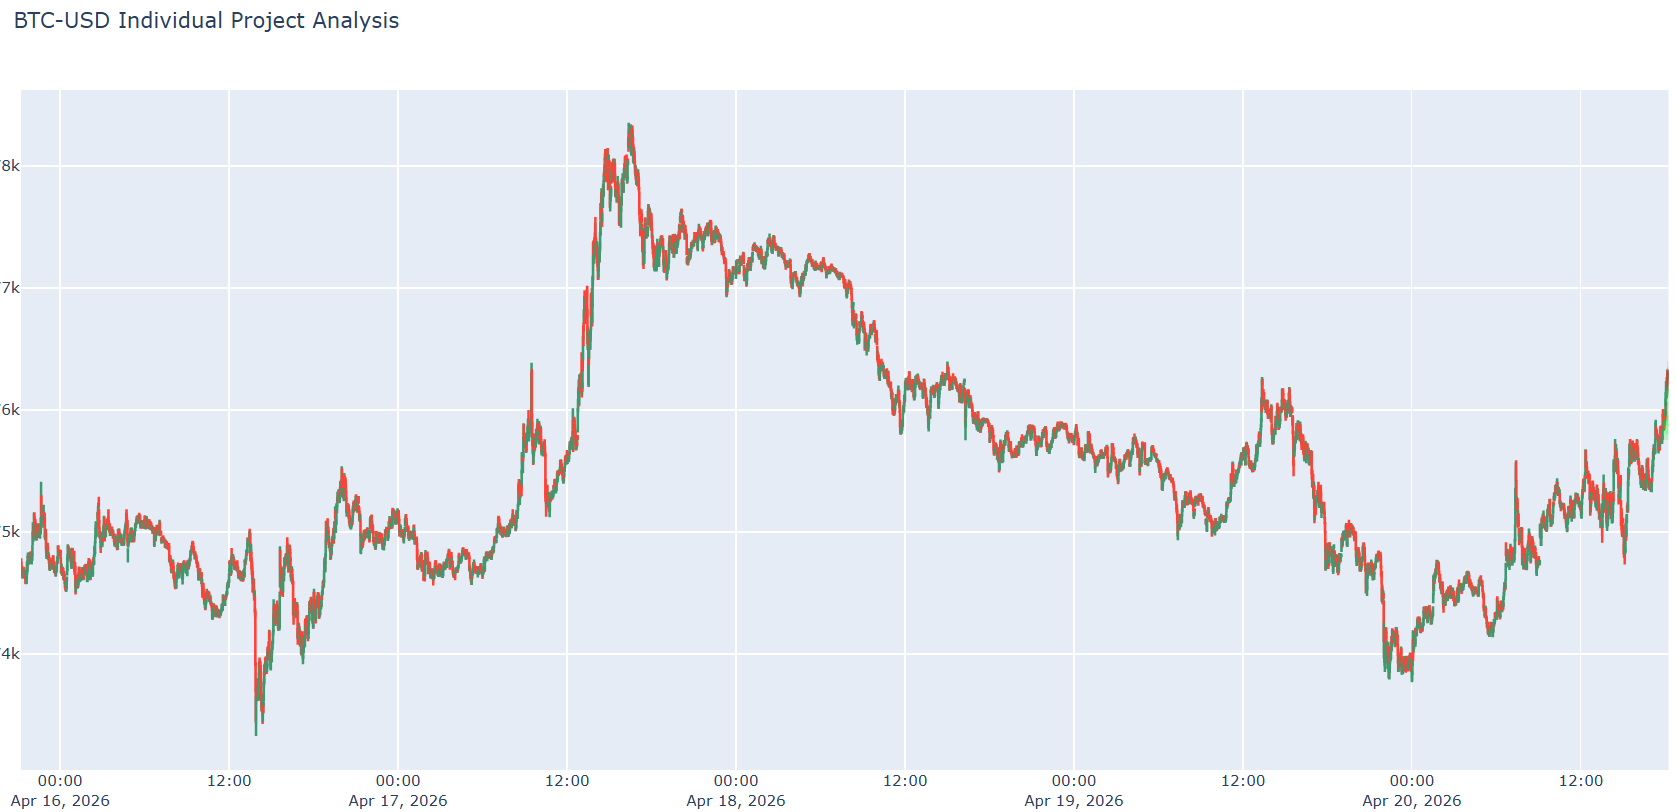 BTC-USD Individual Project Analysis
8k
7k
6k
5k
4k
00:00 12:00 00:00 12:00 00:00 12:00 00:00 12:00 00:00 12:00
Apr 16, 2026 Apr 17, 2026 Apr 18, 2026 Apr 19, 2026 Apr 20, 2026